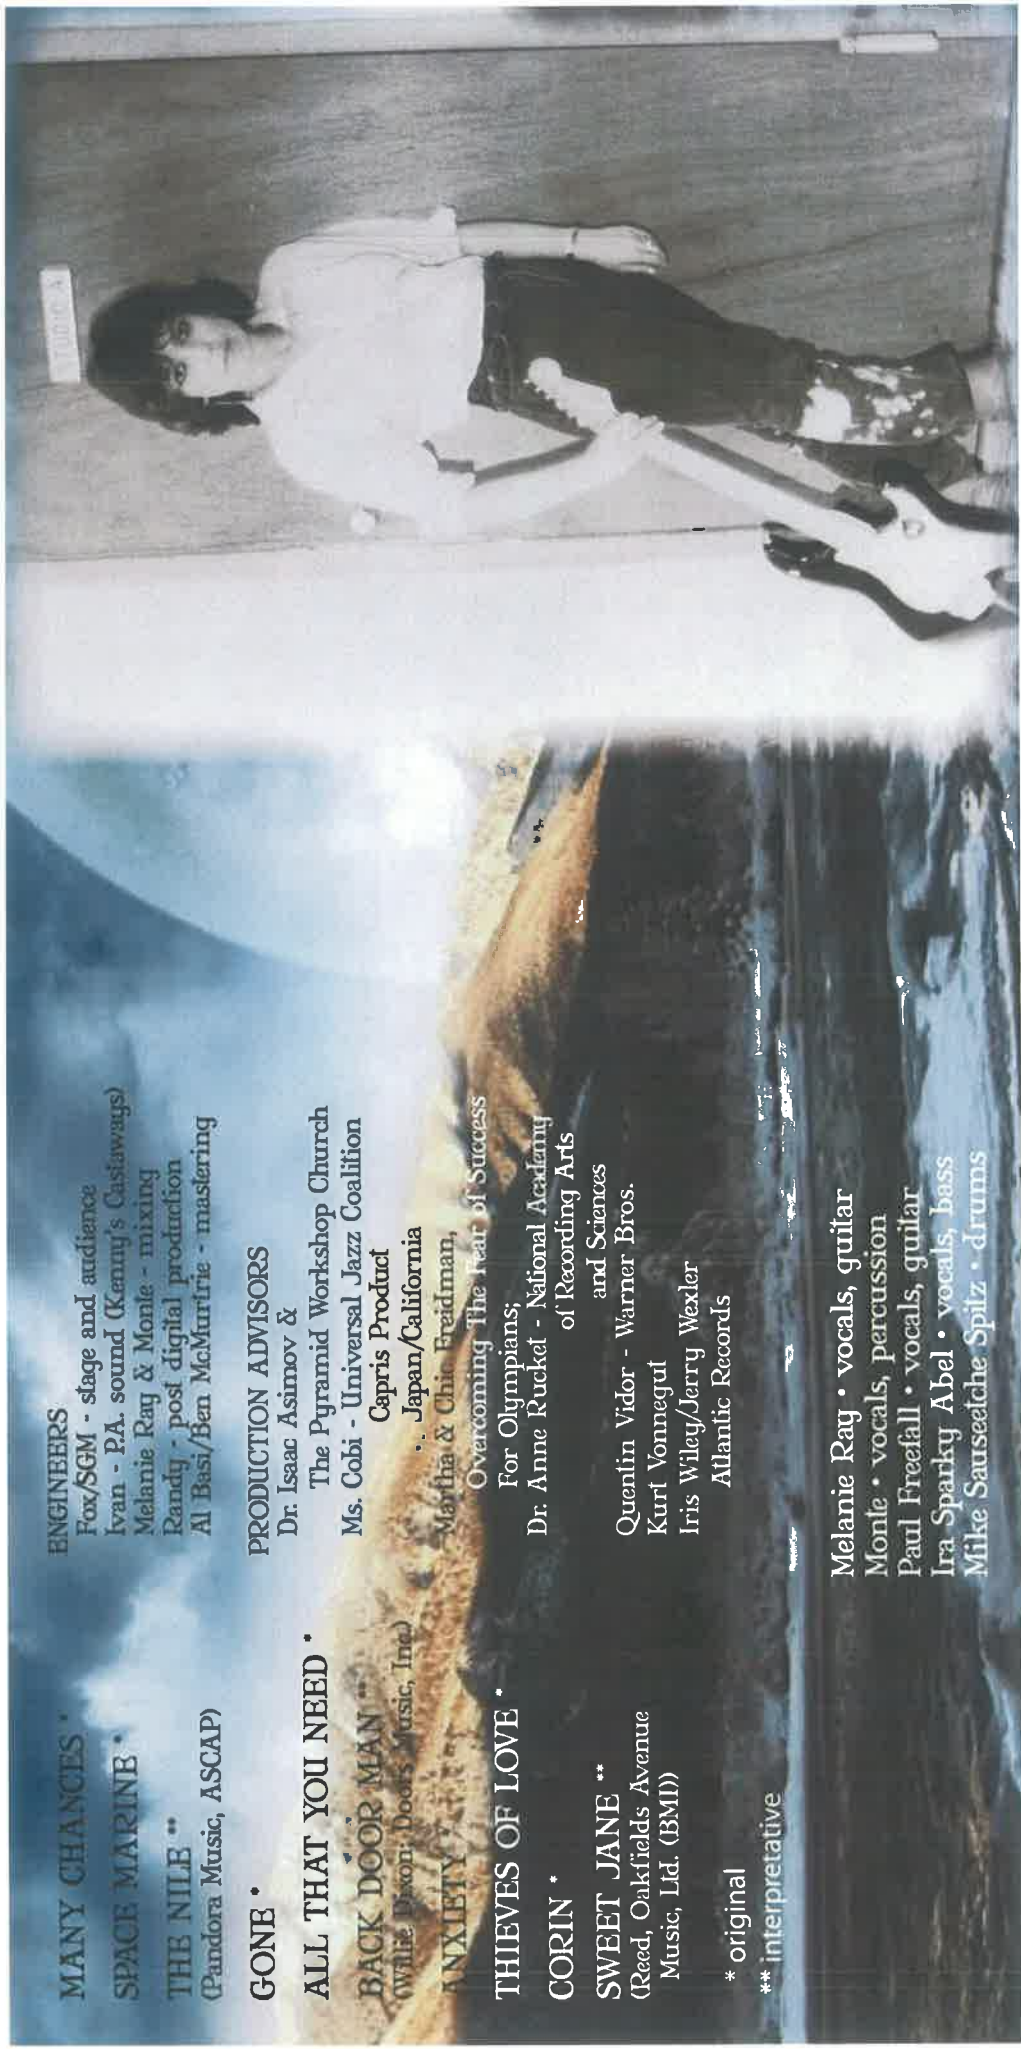 MANY CHANCES *
SPACE MARINE *
THE NILE **
(Pandora Music, ASCAP)
GONE *
ALL THAT YOU NEED *
BACK DOOR MAN **
(Willie Dixon; Doors Music, Inc.)
ANXIETY
THIEVES OF LOVE *
CORIN *
SWEET JANE **
(Reed, Oakfields Avenue
Music, Ltd. (BMI))
* original
** interpretative
ENGINEERS
Fox/SGM - stage and audience
Ivan - P.A. sound (Kenny's Castaways)
Melanie Ray & Monte - mixing
Randy - post digital production
Al Basi/Ben McMurtrie - mastering
PRODUCTION ADVISORS
Dr. Isaac Asimov &
The Pyramid Workshop Church
Ms. Cobi - Universal Jazz Coalition
Capris Product
Japan/California
Martha & Chic Freidman,
Overcoming The Fear of Success
For Olympians;
Dr. Anne Rucket - National Academy
of Recording Arts
and Sciences
Quentin Vidor - Warner Bros.
Kurt Vonnegut
Iris Wiley/Jerry Wexler
Atlantic Records
Melanie Ray • vocals, guitar
Monte • vocals, percussion
Paul Freefall • vocals, guitar
Ira Sparky Abel • vocals, bass
Mike Sauseetche Spilz • drums
STUDIO A